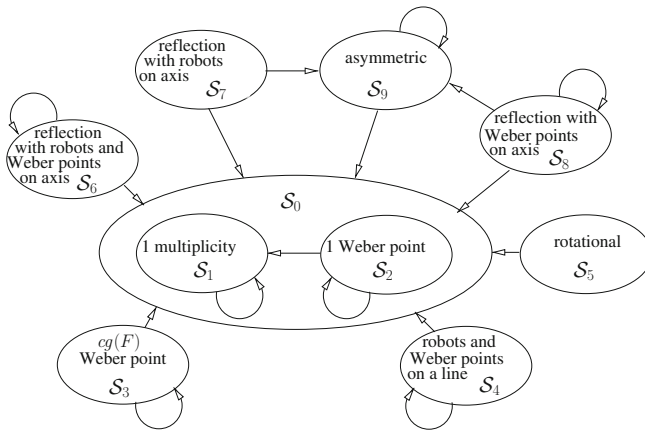 reflection
with robots
on axis
S7
asymmetric
S9
reflection with
Weber points
on axis
S8
reflection
with robots and
Weber points
on axis
S6
S0
1 multiplicity
S1
1 Weber point
S2
rotational
S5
cg(F)
Weber point
S3
robots and
Weber points
on a line
S4